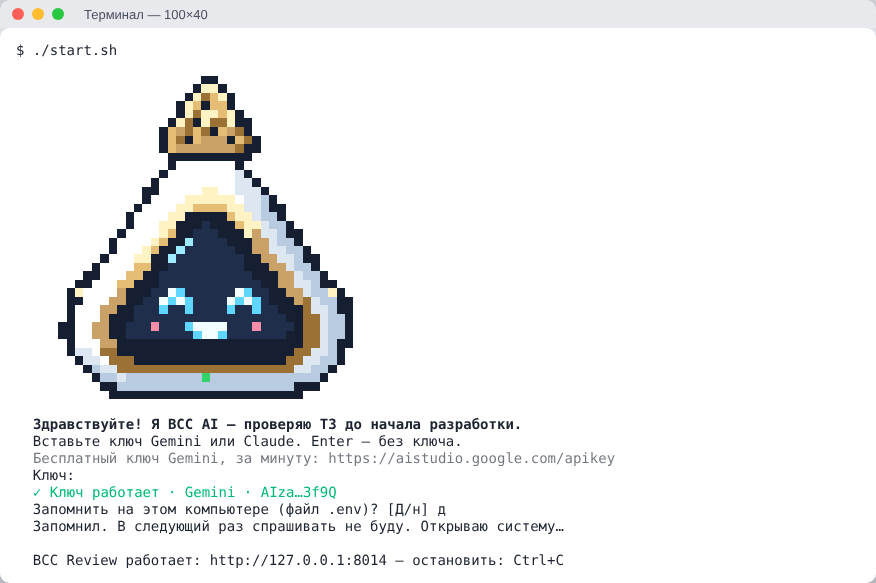 Терминал — 100×40
$ ./start.sh
Здравствуйте! Я BCC AI — проверяю ТЗ до начала разработки.
Вставьте ключ Gemini или Claude. Enter — без ключа.
Бесплатный ключ Gemini, за минуту: https://aistudio.google.com/apikey
Ключ:
✓ Ключ работает · Gemini · AIza…3f9Q
Запомнить на этом компьютере (файл .env)? [Д/н] д
Запомнил. В следующий раз спрашивать не буду. Открываю систему…
BCC Review работает: http://127.0.0.1:8014 — остановить: Ctrl+C